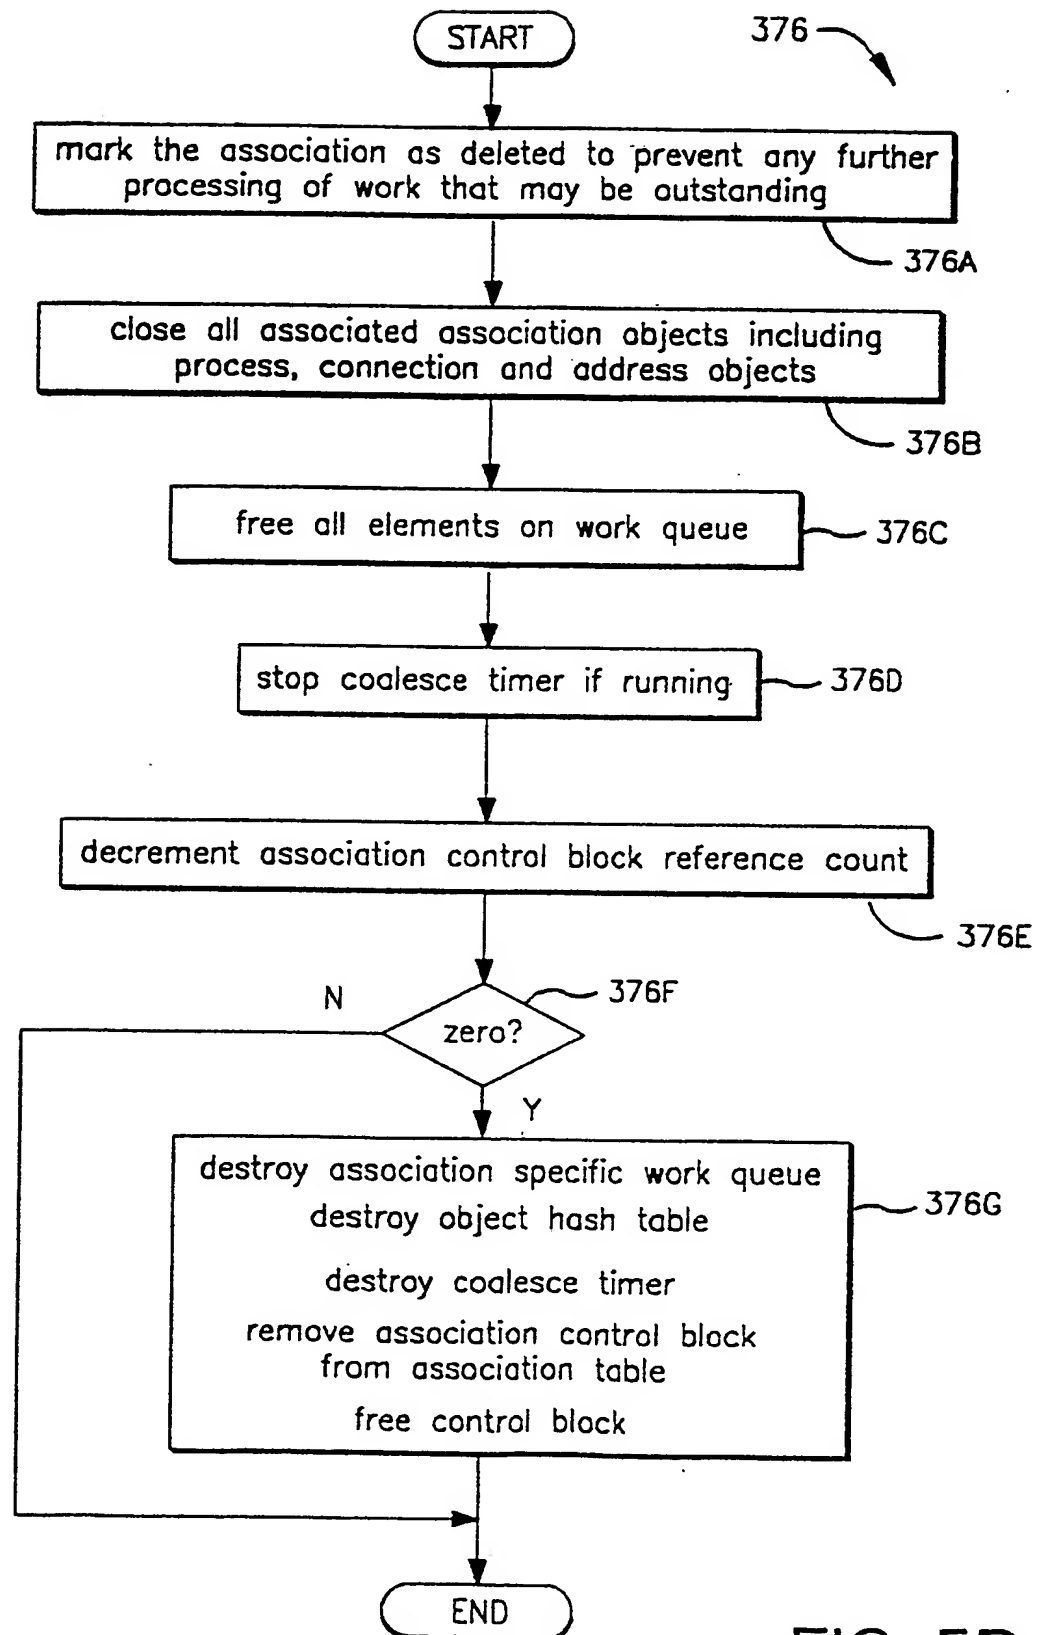 START
376
mark the association as deleted to prevent any further
processing of work that may be outstanding
376A
close all associated association objects including
process, connection and address objects
376B
free all elements on work queue
376C
stop coalesce timer if running
376D
decrement association control block reference count
376E
376F
N
zero?
Y
destroy association specific work queue
destroy object hash table
destroy coalesce timer
remove association control block
from association table
free control block
376G
END